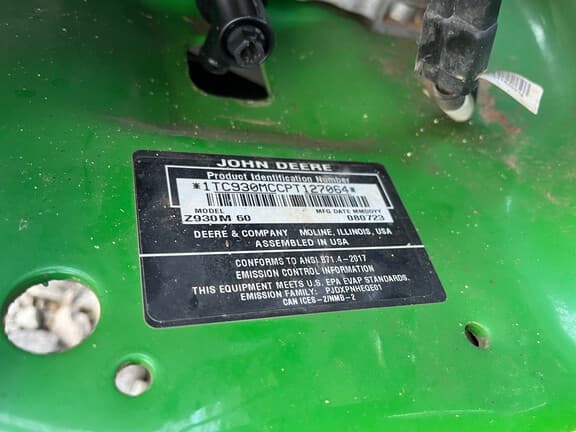 JOHN DEERE
Product Identification Number
*1TC930MCCPT127064*
MODEL MFG DATE MMDDYY
Z930M 60 080723
DEERE & COMPANY MOLINE, ILLINOIS, USA
ASSEMBLED IN USA
CONFORMS TO ANSI B71.4-2017
EMISSION CONTROL INFORMATION
THIS EQUIPMENT MEETS U.S. EPA EVAP STANDARDS.
EMISSION FAMILY: PJDXPNHEQE01
CAN ICES-2/NMB-2